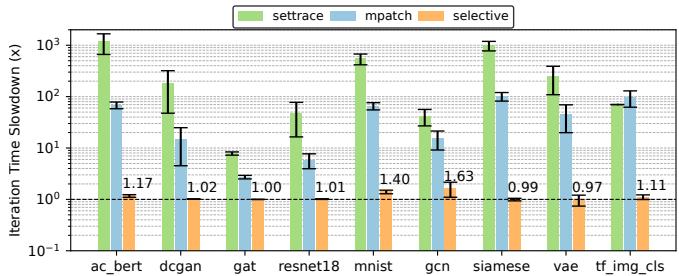 settrace mpatch selective
Iteration Time Slowdown (x)
10³
10²
10¹
10⁰
10⁻¹
1.17 1.02 1.00 1.01 1.40 1.63 0.99 0.97 1.11
ac_bert dcgan gat resnet18 mnist gcn siamese vae tf_img_cls